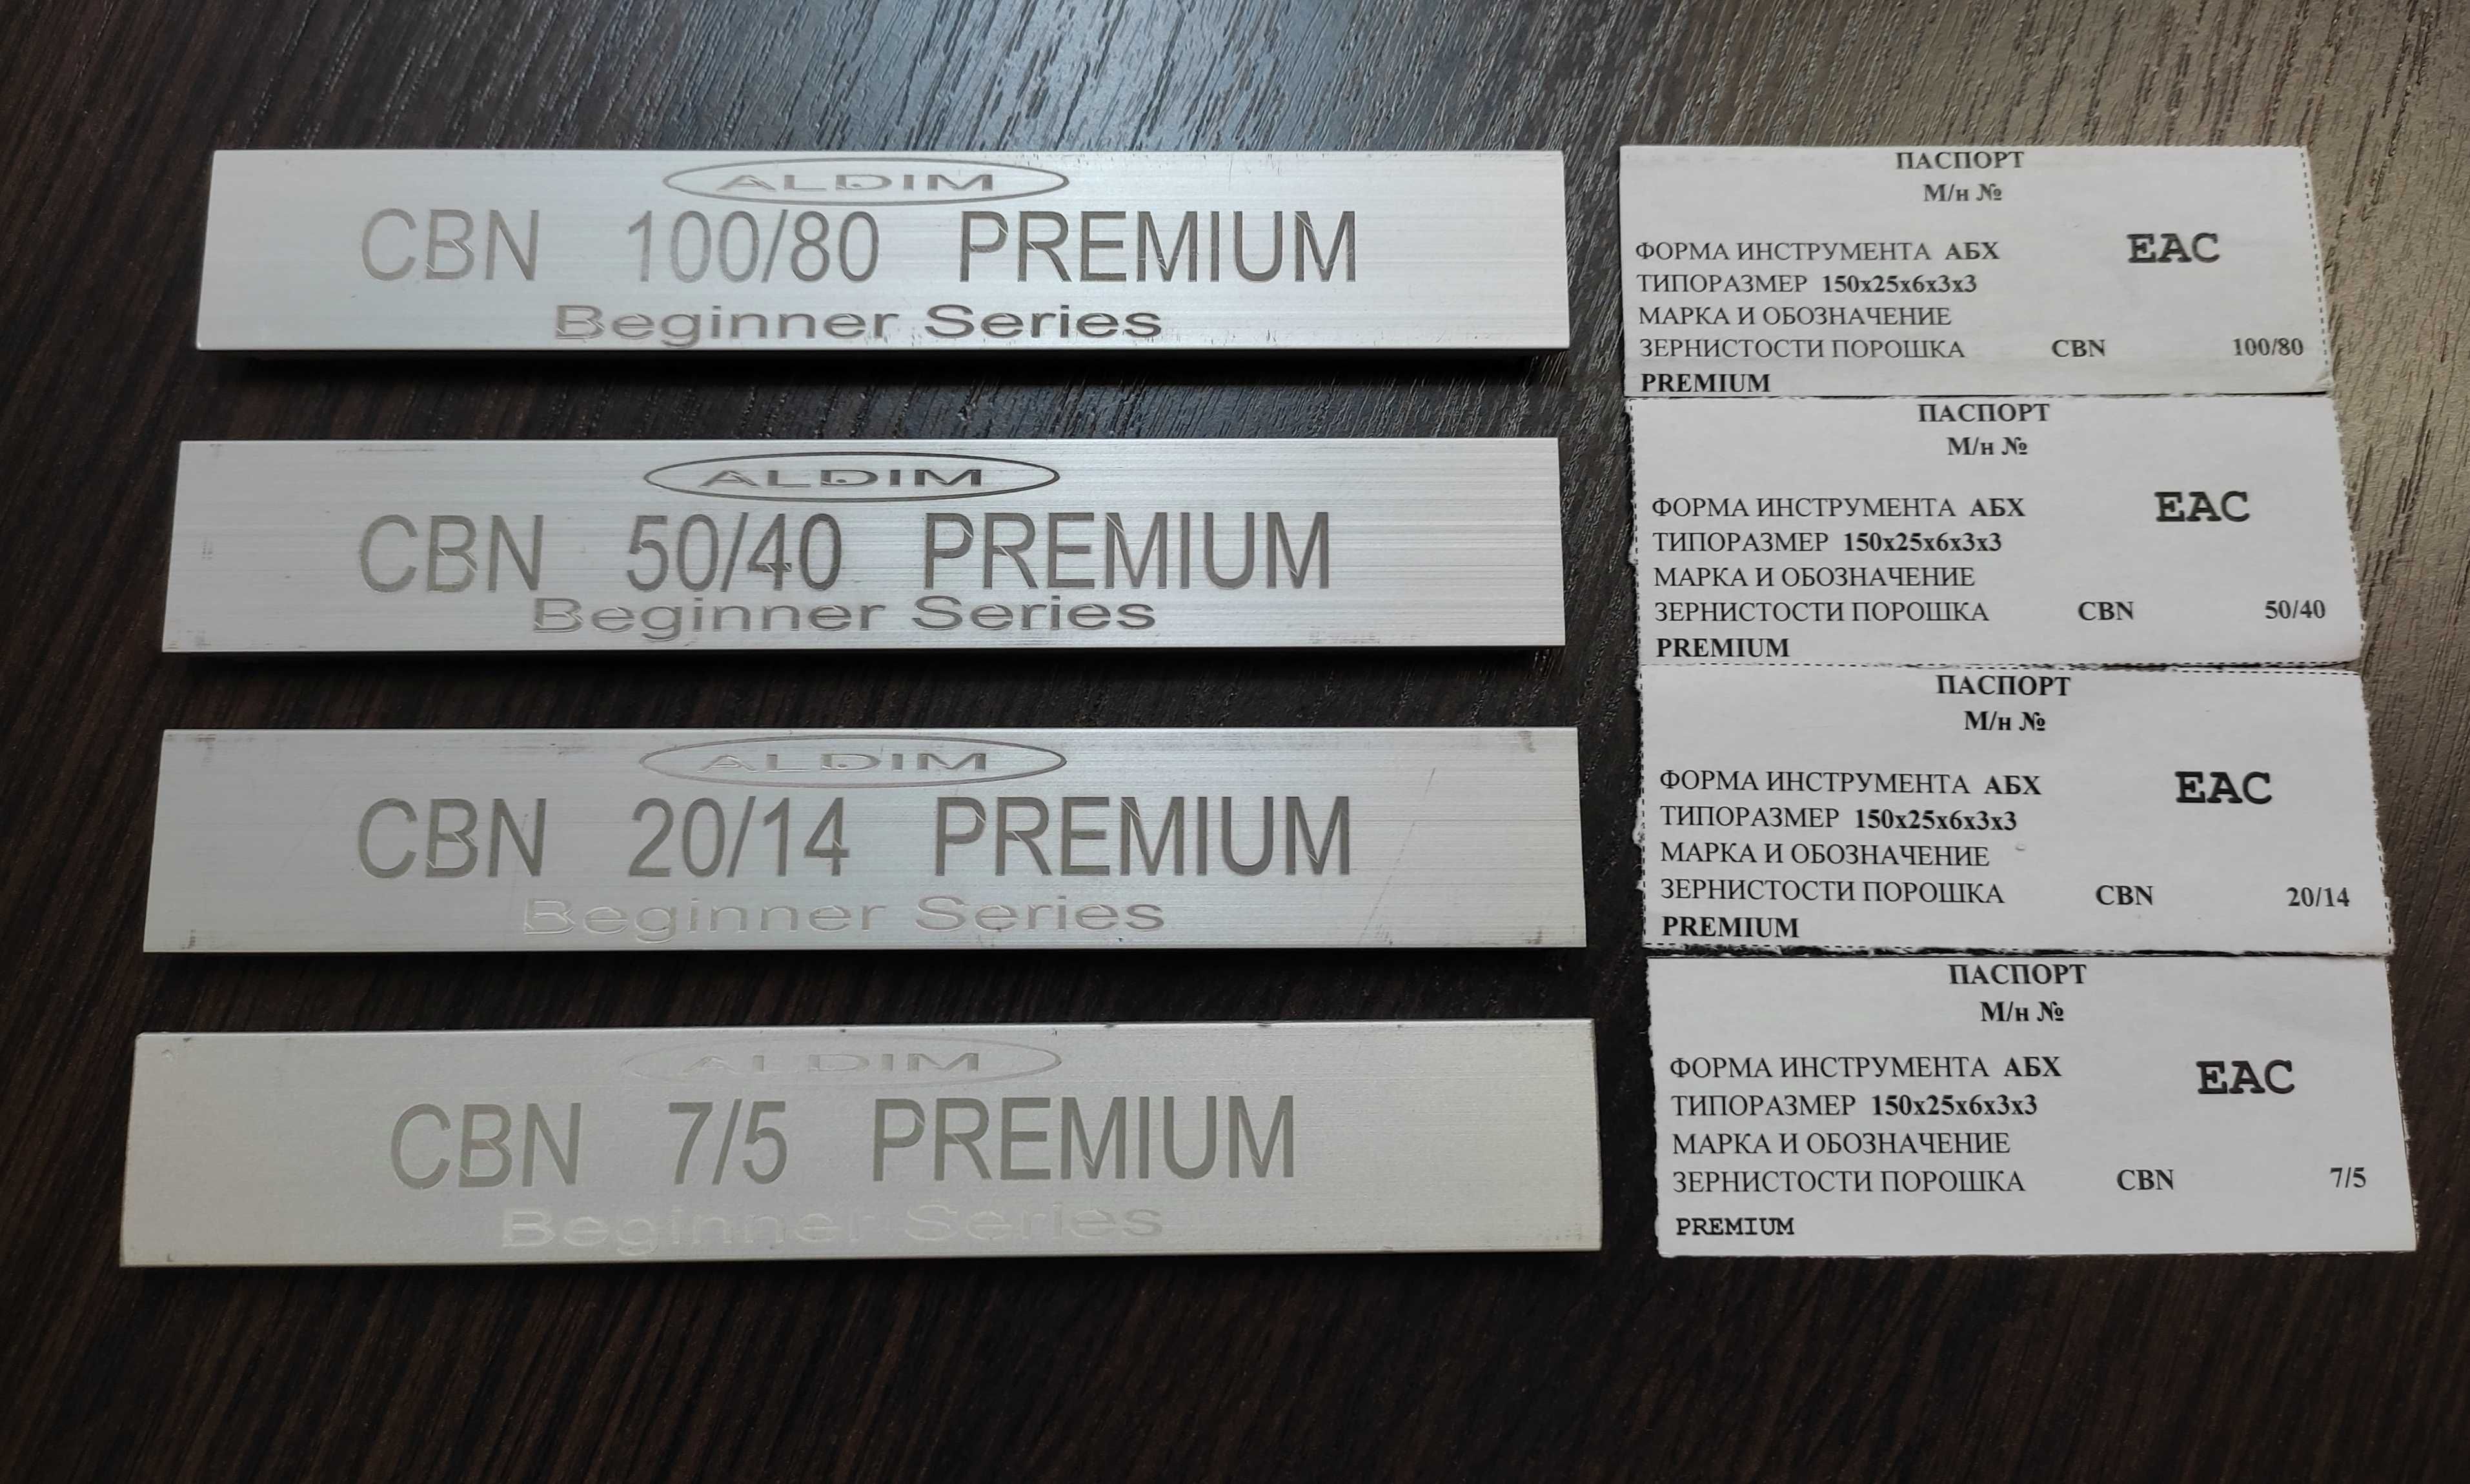 ALDIM
CBN 100/80 PREMIUM
Beginner Series
ALDIM
CBN 50/40 PREMIUM
Beginner Series
ALDIM
CBN 20/14 PREMIUM
Beginner Series
ALDIM
CBN 7/5 PREMIUM
Beginner Series
ПАСПОРТ
М/н №
EAC
ФОРМА ИНСТРУМЕНТА АБХ
ТИПОРАЗМЕР 150х25х6х3х3
МАРКА И ОБОЗНАЧЕНИЕ
ЗЕРНИСТОСТИ ПОРОШКА CBN 100/80
PREMIUM
ПАСПОРТ
М/н №
EAC
ФОРМА ИНСТРУМЕНТА АБХ
ТИПОРАЗМЕР 150х25х6х3х3
МАРКА И ОБОЗНАЧЕНИЕ
ЗЕРНИСТОСТИ ПОРОШКА CBN 50/40
PREMIUM
ПАСПОРТ
М/н №
EAC
ФОРМА ИНСТРУМЕНТА АБХ
ТИПОРАЗМЕР 150х25х6х3х3
МАРКА И ОБОЗНАЧЕНИЕ
ЗЕРНИСТОСТИ ПОРОШКА CBN 20/14
PREMIUM
ПАСПОРТ
М/н №
EAC
ФОРМА ИНСТРУМЕНТА АБХ
ТИПОРАЗМЕР 150х25х6х3х3
МАРКА И ОБОЗНАЧЕНИЕ
ЗЕРНИСТОСТИ ПОРОШКА CBN 7/5
PREMIUM